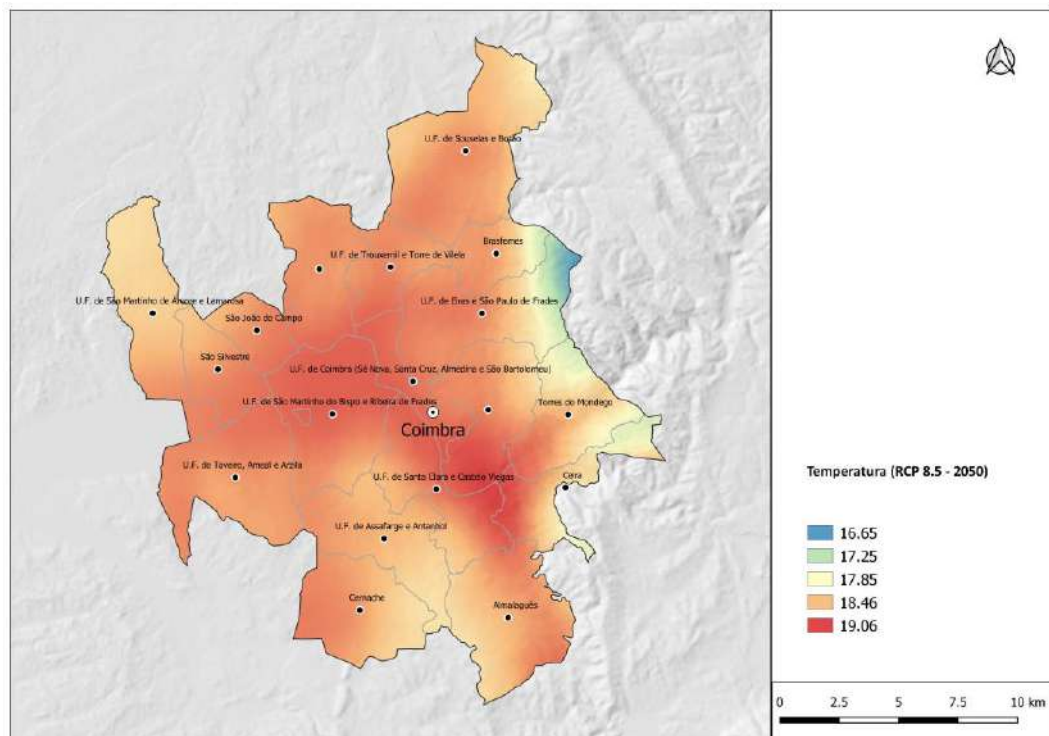 U.F. de Souselas e Botão
Brasfemes
U.F. de Trouxemil e Torre de Vilela
U.F. de São Martinho de Árvore e Lamarosa
U.F. de Eiras e São Paulo de Frades
São João do Campo
São Silvestre
U.F. de Coimbra (Sé Nova, Santa Cruz, Almedina e São Bartolomeu)
U.F. de São Martinho do Bispo e Ribeira de Frades
Torres do Mondego
Coimbra
U.F. de Taveiro, Ameal e Arzila
U.F. de Santa Clara e Castelo Viegas
Ceira
U.F. de Assafarge e Antanhol
Cernache
Almalaguês
Temperatura (RCP 8.5 - 2050)
16.65
17.25
17.85
18.46
19.06
0 2.5 5 7.5 10 km